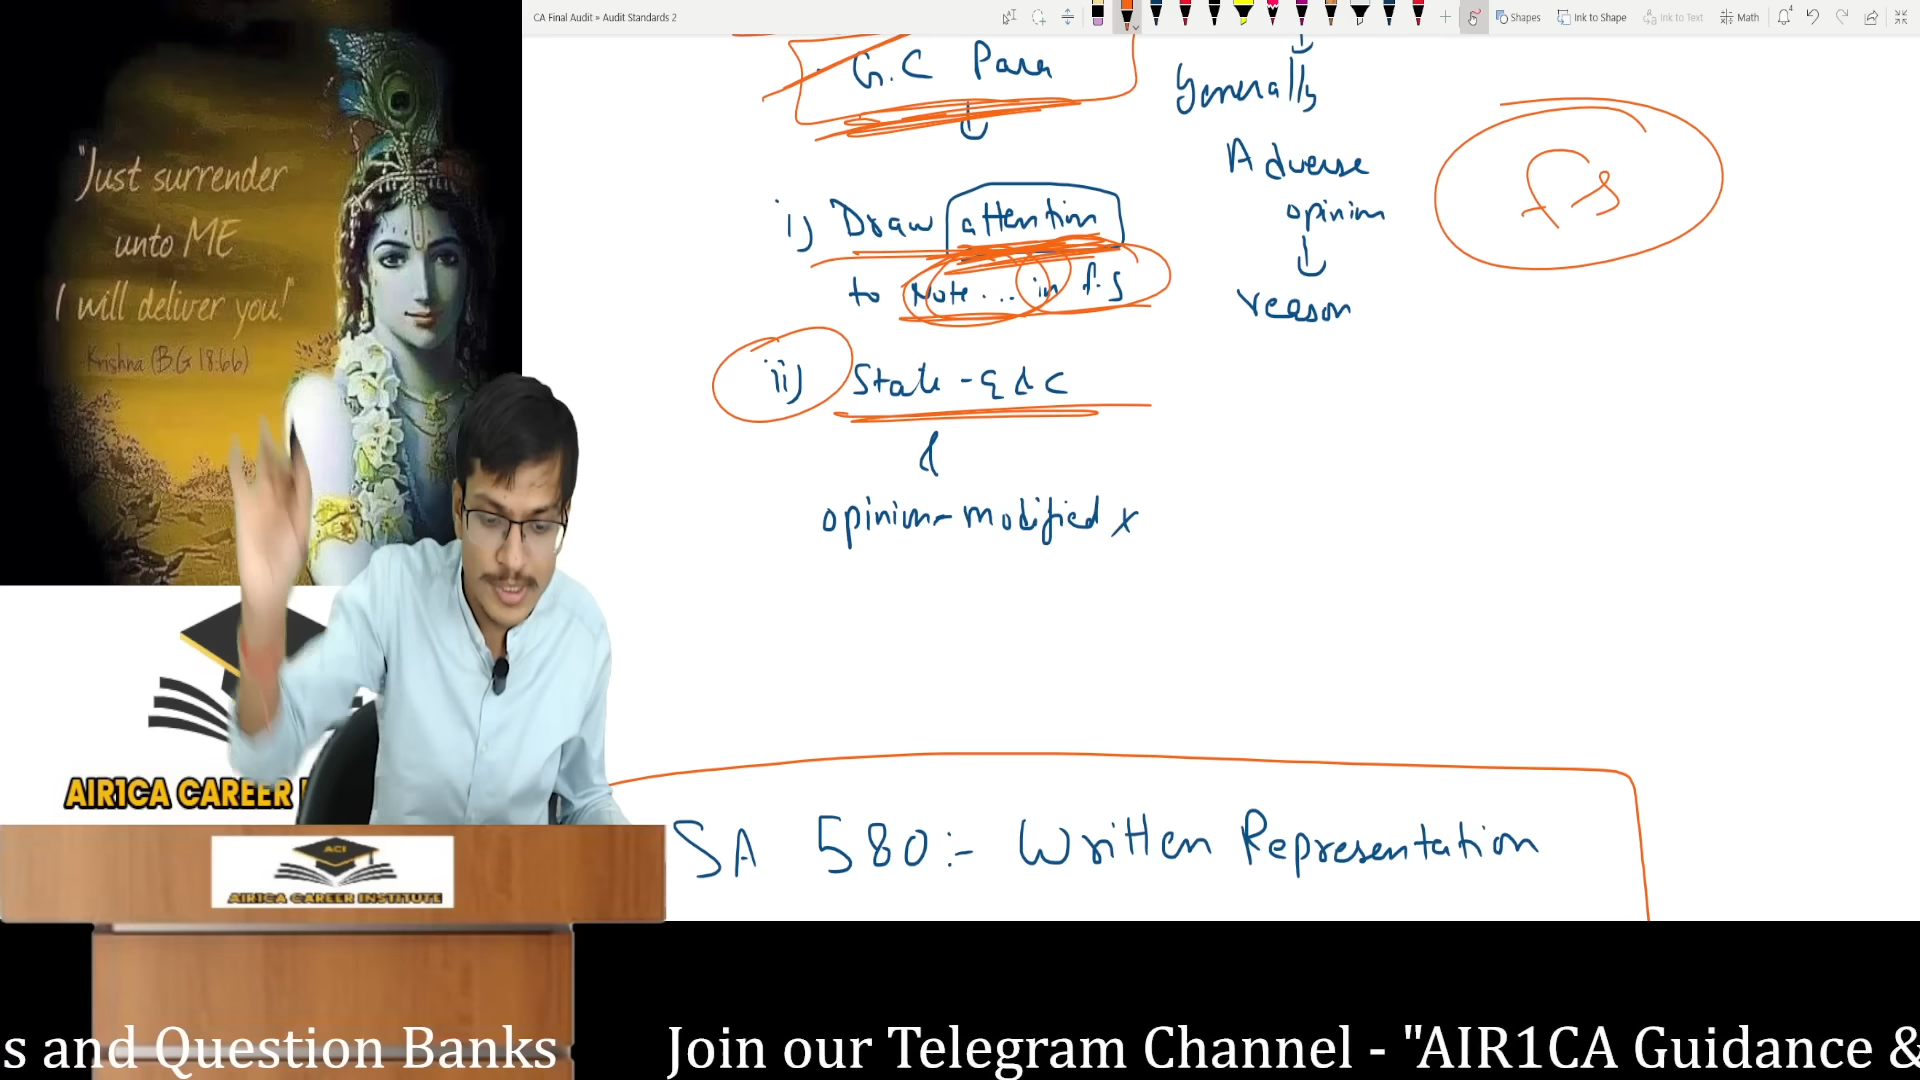 CA Final Audit » Audit Standards 2
Shapes
Ink to Shape
Ink to Text
Math
G.C Para
Generally
Adverse
opinion
reason
FS
i) Draw attention
to Note... in F.S
ii) State -
opinion - modified x
"Just surrender
unto ME
I will deliver you!"
-Krishna (B.G 18:66)
AIR1CA CAREER
ACI
AIR1CA CAREER INSTITUTE
SA 580:- Written Representation
s and Question Banks
Join our Telegram Channel - "AIR1CA Guidance &